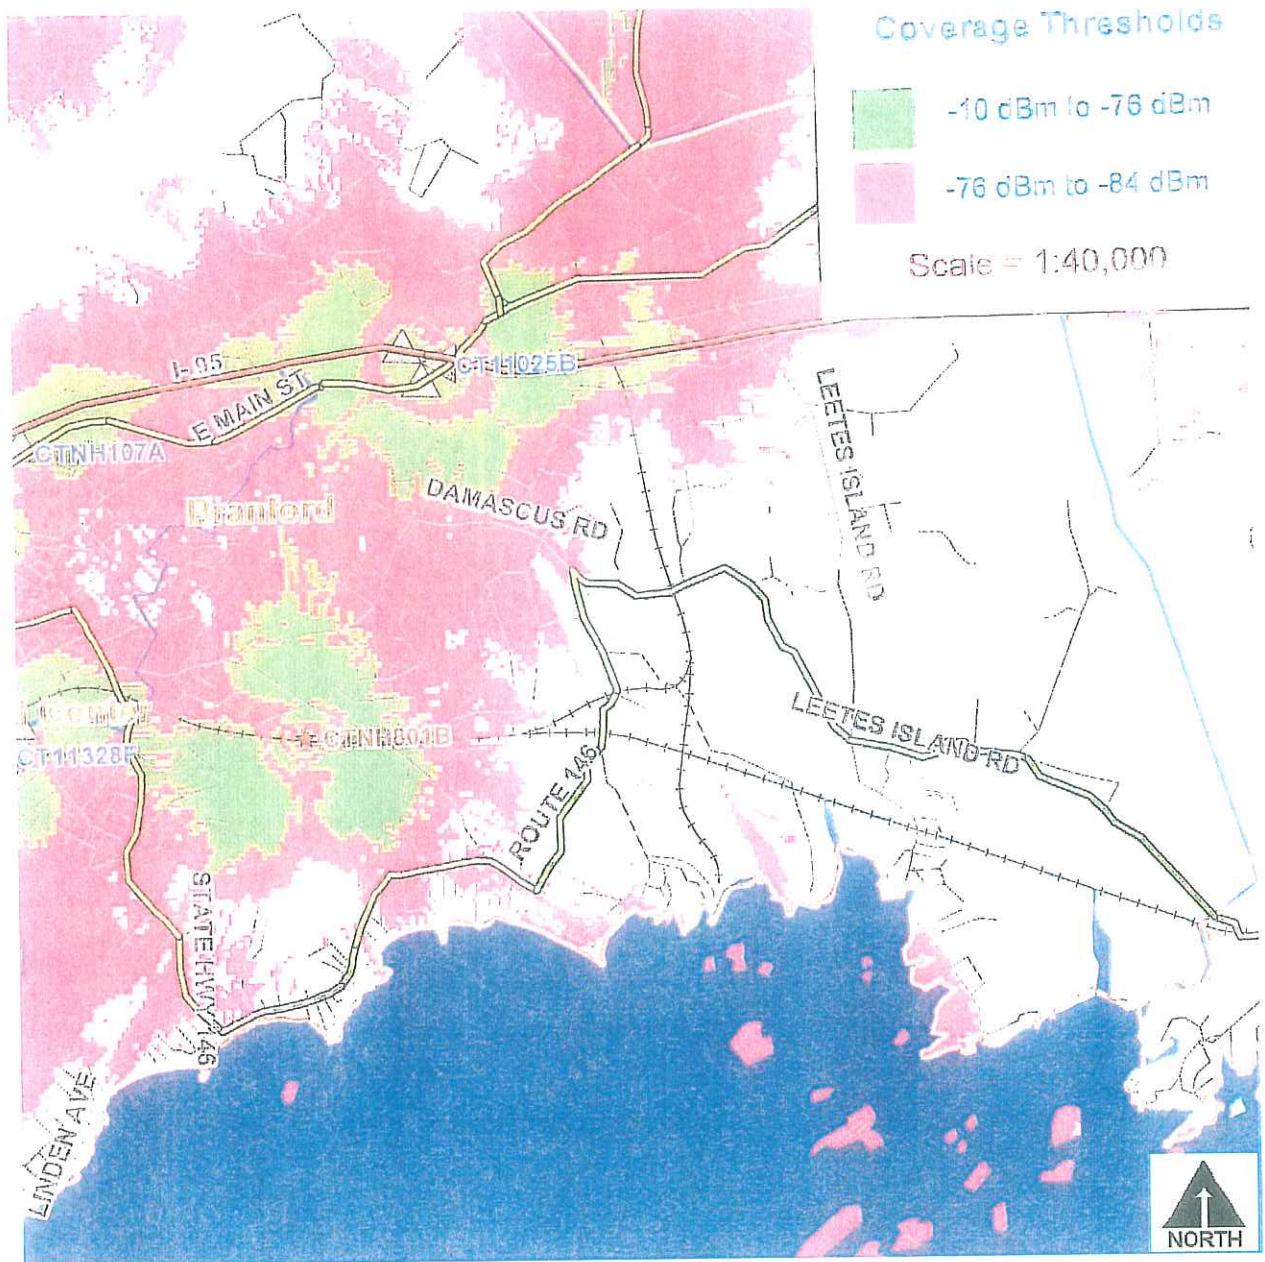 Coverage Thresholds
-10 dBm to -76 dBm
-76 dBm to -84 dBm
Scale = 1:40,000
I-95
E MAIN ST
CT11025B
CTNH107A
Branford
DAMASCUS RD
LEETES ISLAND RD
CTNH801B
CT11328F
ROUTE 146
LEETES ISLAND RD
STATE HWY 146
LINDEN AVE
NORTH